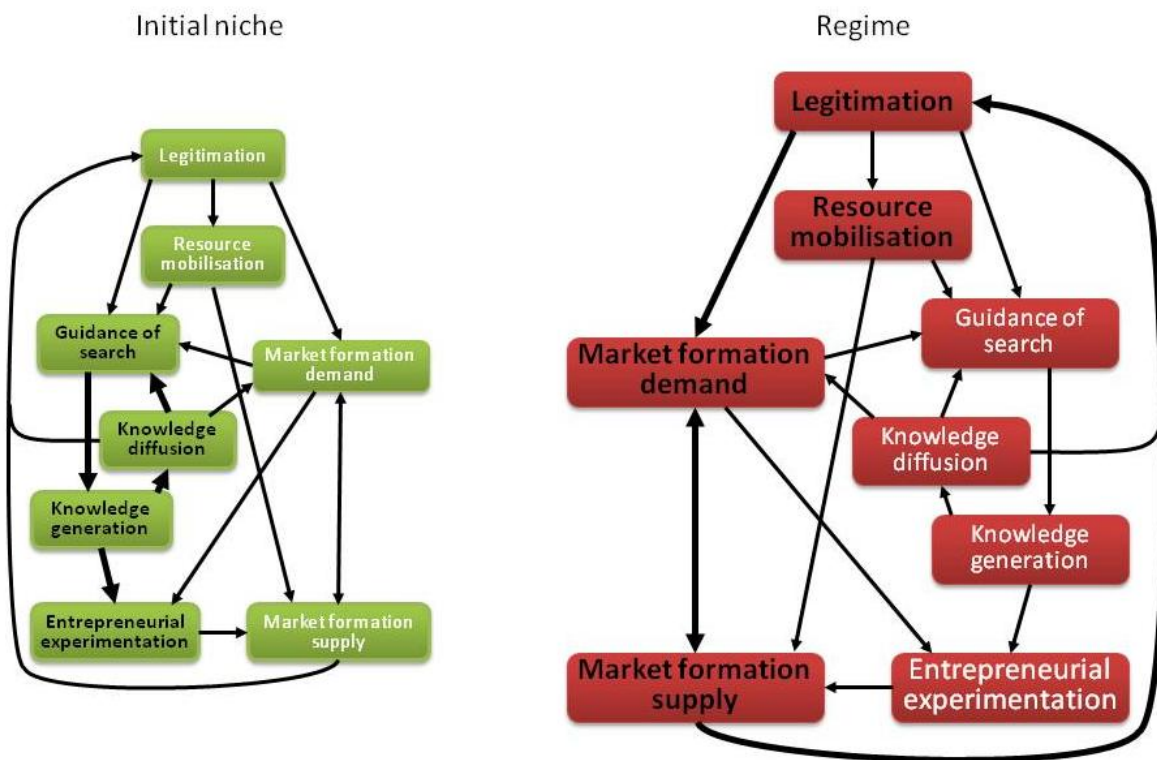 Initial niche
Legitimation
Resource
mobilisation
Guidance of
search
Market formation
demand
Knowledge
diffusion
Knowledge
generation
Entrepreneurial
experimentation
Market formation
supply
Regime
Legitimation
Resource
mobilisation
Guidance of
search
Market formation
demand
Knowledge
diffusion
Knowledge
generation
Market formation
supply
Entrepreneurial
experimentation